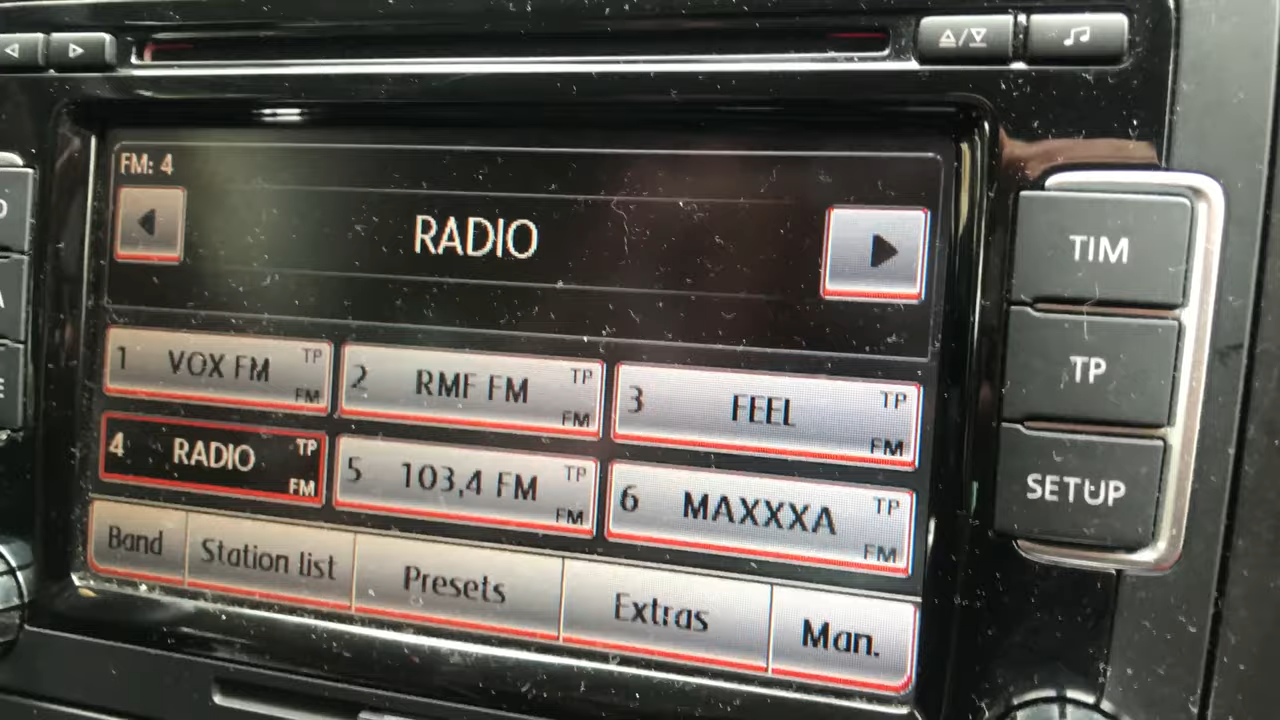 FM: 4
RADIO
1 VOX FM TP FM
2 RMF FM TP FM
3 FEEL TP FM
4 RADIO TP FM
5 103,4 FM TP FM
6 MAXXXA TP FM
Band Station list Presets Extras Man.
TIM
TP
SETUP